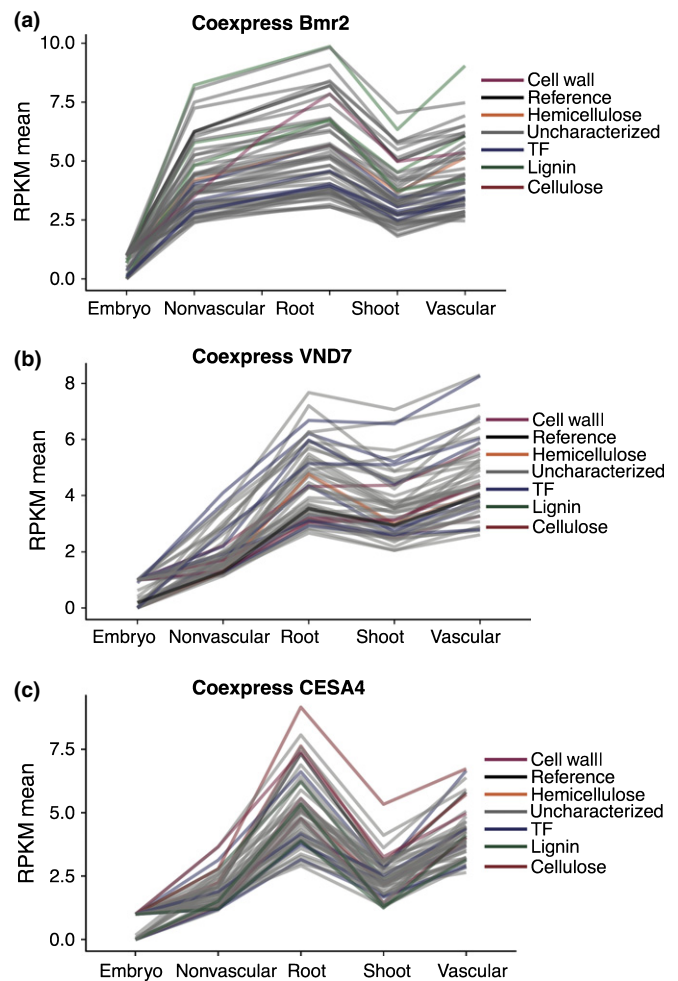 (a)
Coexpress Bmr2
10.0
7.5
5.0
2.5
0.0
RPKM mean
Embryo Nonvascular Root Shoot Vascular
Cell wall
Reference
Hemicellulose
Uncharacterized
TF
Lignin
Cellulose
(b)
Coexpress VND7
8
6
4
2
0
RPKM mean
Embryo Nonvascular Root Shoot Vascular
Cell walll
Reference
Hemicellulose
Uncharacterized
TF
Lignin
Cellulose
(c)
Coexpress CESA4
7.5
5.0
2.5
0.0
RPKM mean
Embryo Nonvascular Root Shoot Vascular
Cell walll
Reference
Hemicellulose
Uncharacterized
TF
Lignin
Cellulose